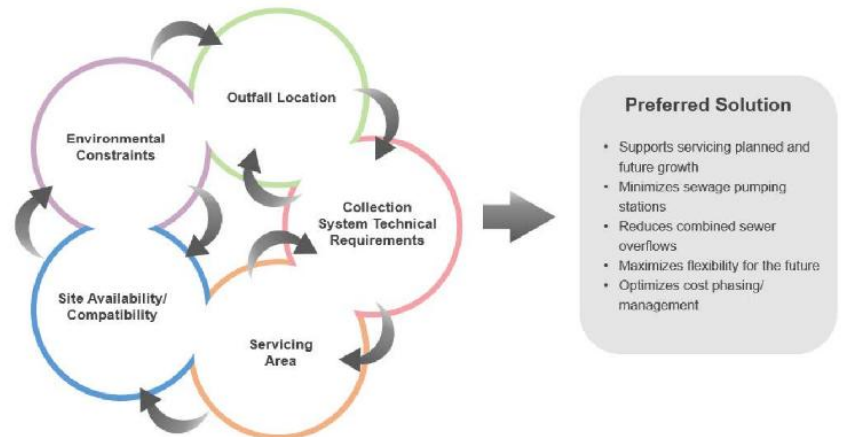 Outfall Location
Environmental
Constraints
Collection
System Technical
Requirements
Site Availability/
Compatibility
Servicing
Area
Preferred Solution
• Supports servicing planned and
future growth
• Minimizes sewage pumping
stations
• Reduces combined sewer
overflows
• Maximizes flexibility for the future
• Optimizes cost phasing/
management